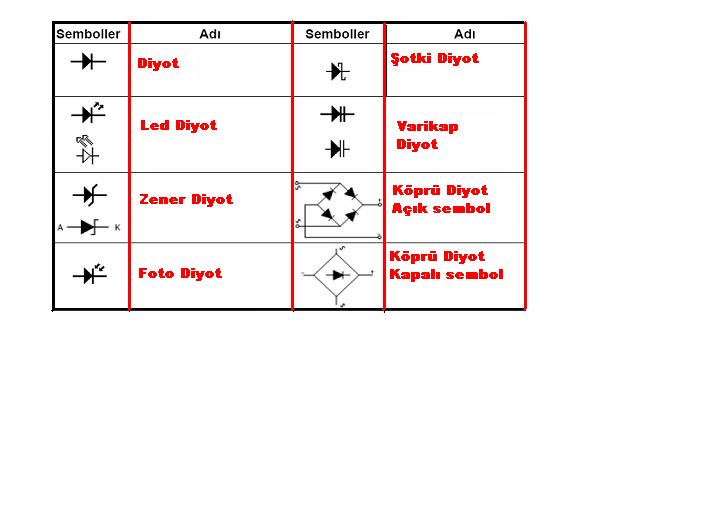 Semboller Adı Semboller Adı
Diyot Şotki Diyot
Led Diyot Varikap
Diyot
Zener Diyot Köprü Diyot
Açık sembol
A K
Foto Diyot Köprü Diyot
Kapalı sembol